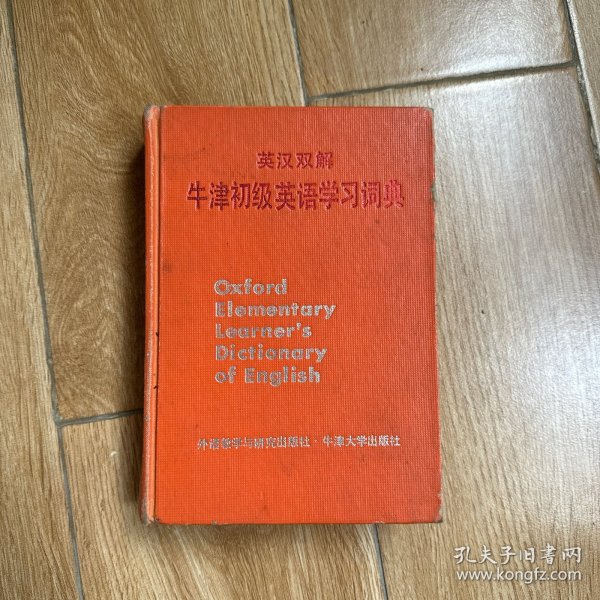 英汉双解
牛津初级英语学习词典
Oxford
Elementary
Learner's
Dictionary
of English
外语教学与研究出版社·牛津大学出版社
孔夫子旧书网
www.kongfz.com